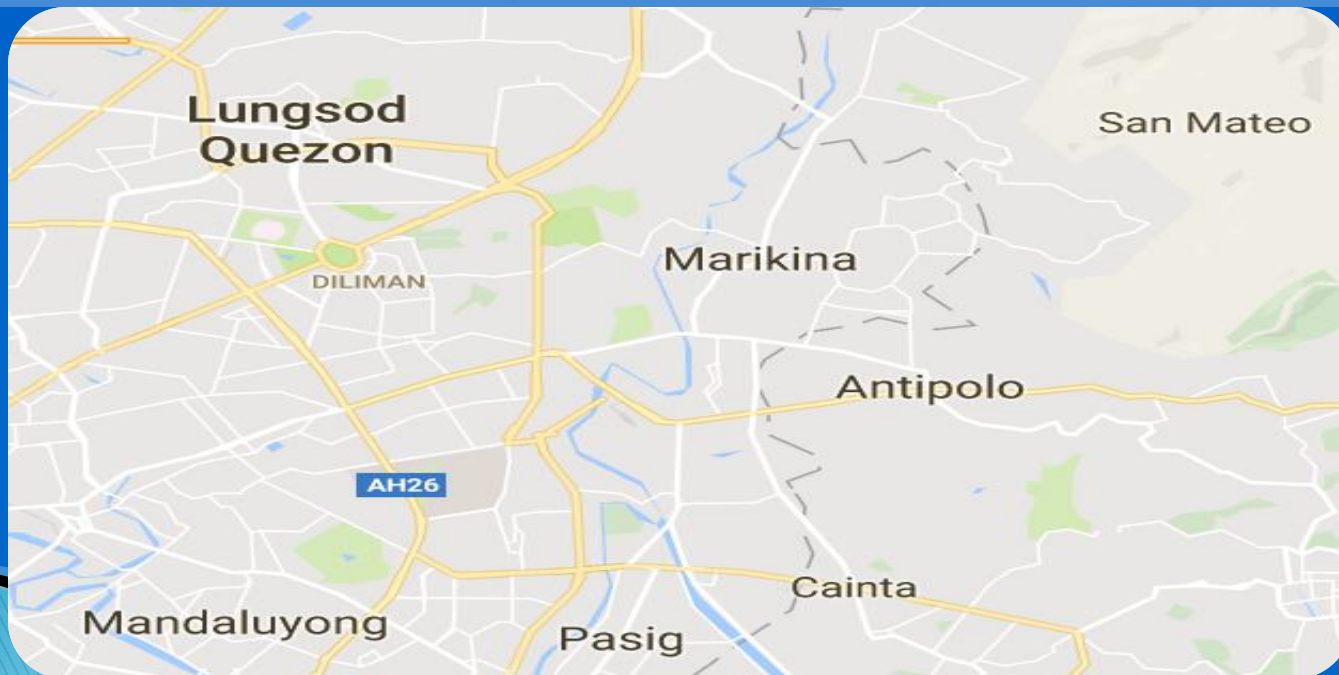 Lungsod
Quezon
San Mateo
Marikina
DILIMAN
Antipolo
AH26
Cainta
Mandaluyong
Pasig